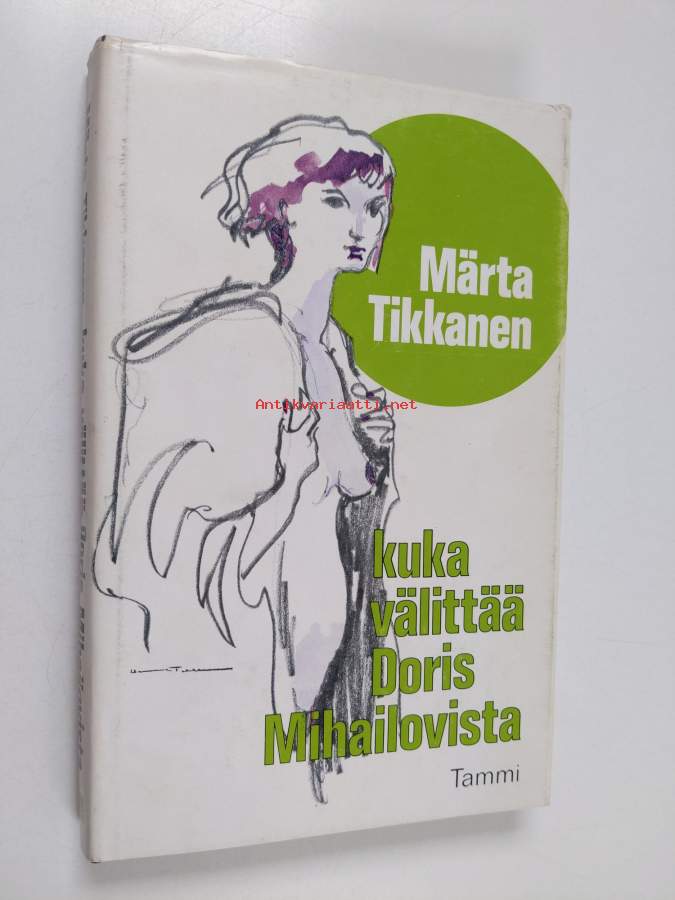 Märta
Tikkanen
Antikvariaatti.net
kuka
välittää
Doris
Mihailovista
Tammi